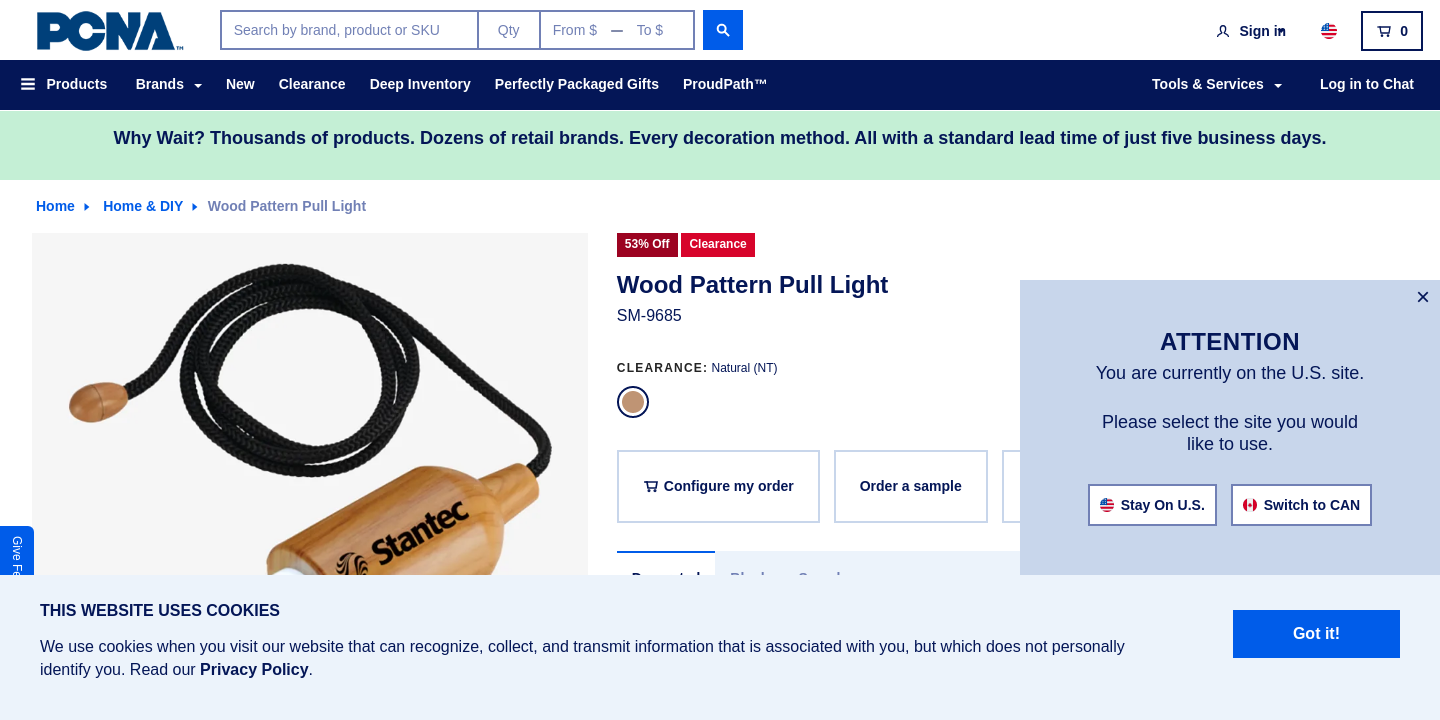 PCNA™
Search by brand, product or SKU
Qty
From $ — To $
Sign in
0
Products
Brands
New
Clearance
Deep Inventory
Perfectly Packaged Gifts
ProudPath™
Tools & Services
Log in to Chat
Why Wait? Thousands of products. Dozens of retail brands. Every decoration method. All with a standard lead time of just five business days.
Home
Home & DIY
Wood Pattern Pull Light
53% Off
Clearance
Wood Pattern Pull Light
SM-9685
CLEARANCE: Natural (NT)
Configure my order
Order a sample
Stantec
ATTENTION
You are currently on the U.S. site.
Please select the site you would
like to use.
Stay On U.S.
Switch to CAN
Give
THIS WEBSITE USES COOKIES
We use cookies when you visit our website that can recognize, collect, and transmit information that is associated with you, but which does not personally
identify you. Read our Privacy Policy.
Got it!